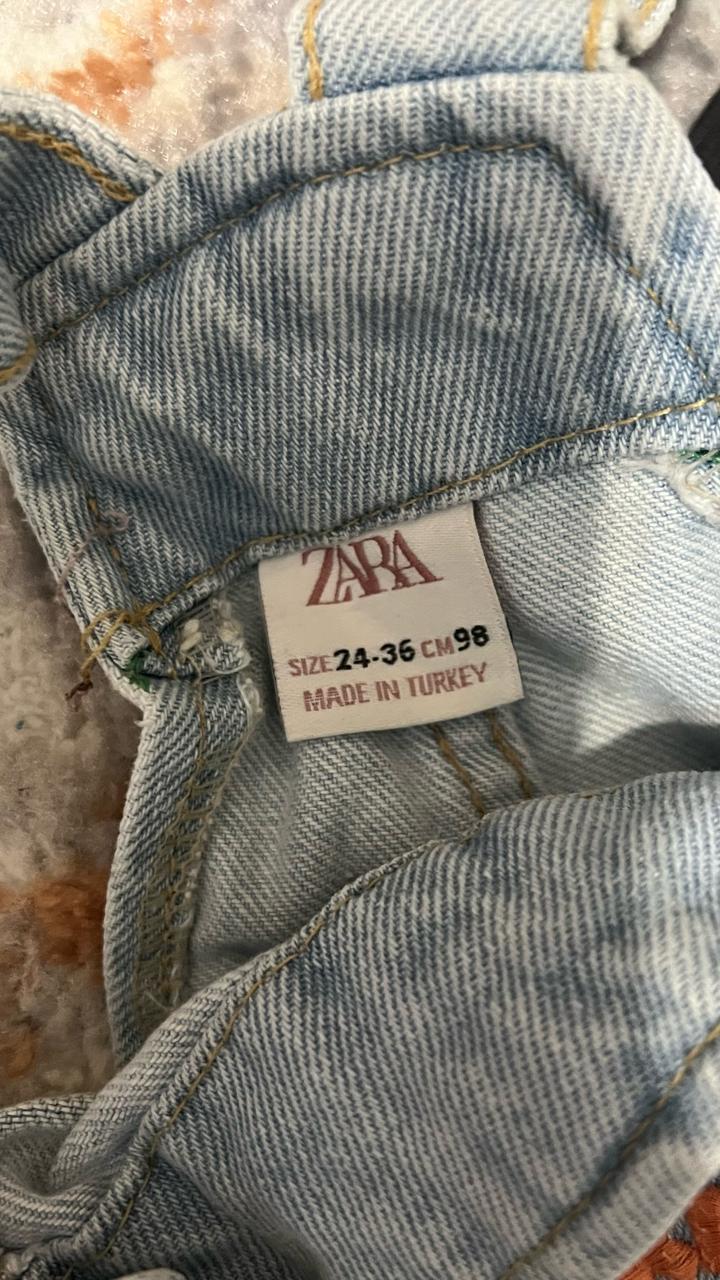 ZARA
SIZE 24-36 CM 98
MADE IN TURKEY